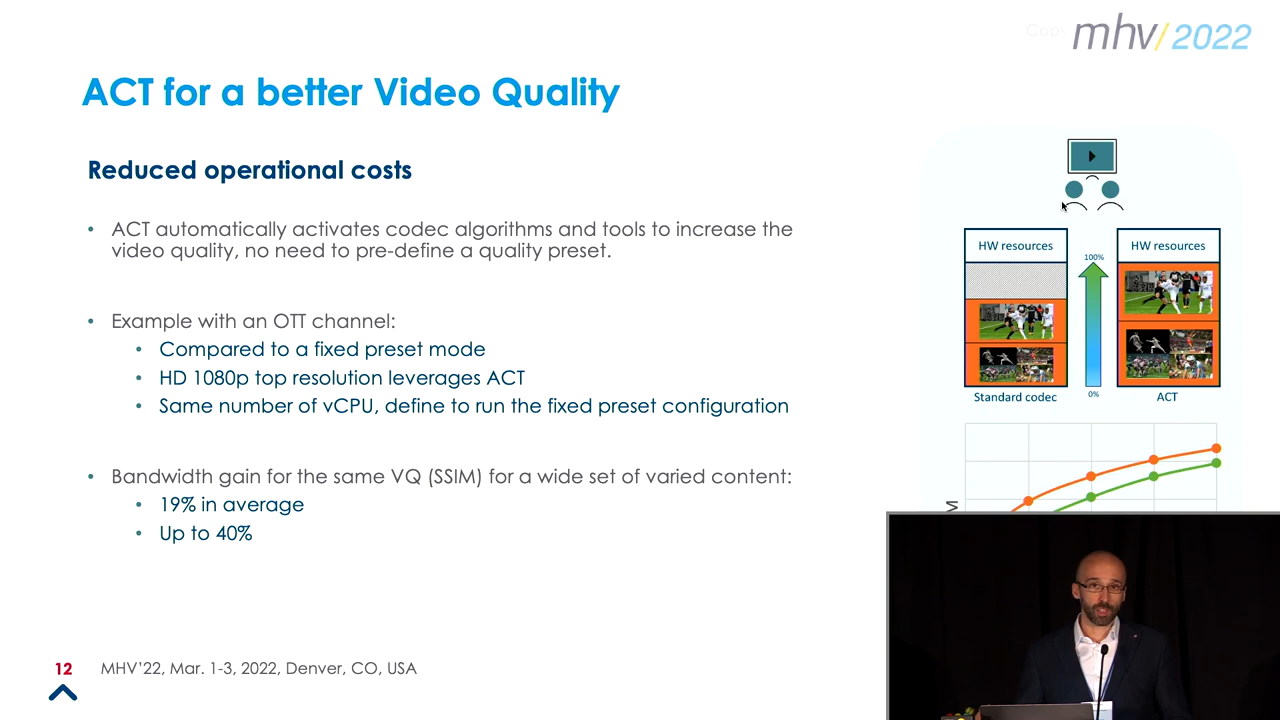 Copy
mhv/2022
ACT for a better Video Quality
Reduced operational costs
• ACT automatically activates codec algorithms and tools to increase the
video quality, no need to pre-define a quality preset.
• Example with an OTT channel:
• Compared to a fixed preset mode
• HD 1080p top resolution leverages ACT
• Same number of vCPU, define to run the fixed preset configuration
• Bandwidth gain for the same VQ (SSIM) for a wide set of varied content:
• 19% in average
• Up to 40%
HW resources
100%
HW resources
Standard codec
0%
ACT
M
12
MHV'22, Mar. 1-3, 2022, Denver, CO, USA